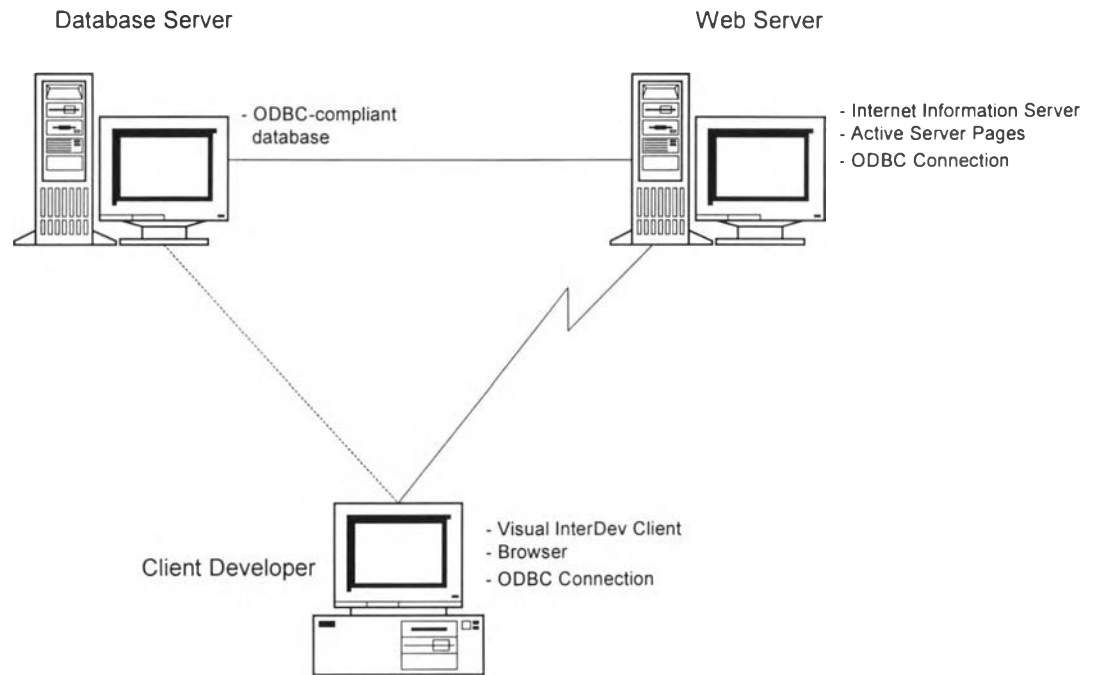 Database Server
Web Server
- ODBC-compliant
database
- Internet Information Server
- Active Server Pages
- ODBC Connection
Client Developer
- Visual InterDev Client
- Browser
- ODBC Connection